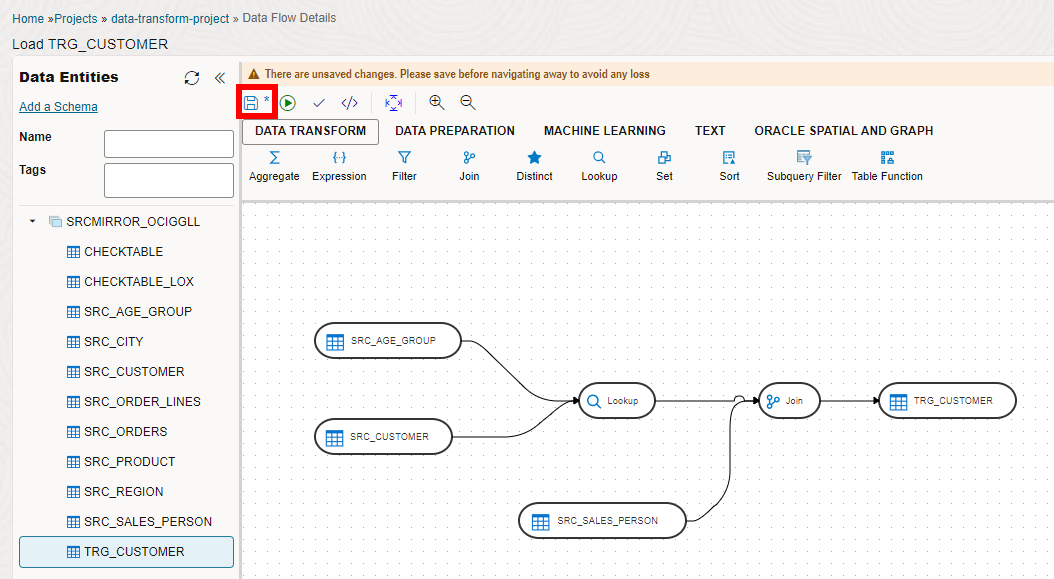 Home »Projects » data-transform-project » Data Flow Details
Load TRG_CUSTOMER
Data Entities
Add a Schema
Name
Tags
SRCMIRROR_OCIGGLL
CHECKTABLE
CHECKTABLE_LOX
SRC_AGE_GROUP
SRC_CITY
SRC_CUSTOMER
SRC_ORDER_LINES
SRC_ORDERS
SRC_PRODUCT
SRC_REGION
SRC_SALES_PERSON
TRG_CUSTOMER
There are unsaved changes. Please save before navigating away to avoid any loss
*
DATA TRANSFORM DATA PREPARATION MACHINE LEARNING TEXT ORACLE SPATIAL AND GRAPH
Aggregate Expression Filter Join Distinct Lookup Set Sort Subquery Filter Table Function
SRC_AGE_GROUP
Lookup Join TRG_CUSTOMER
SRC_CUSTOMER
SRC_SALES_PERSON